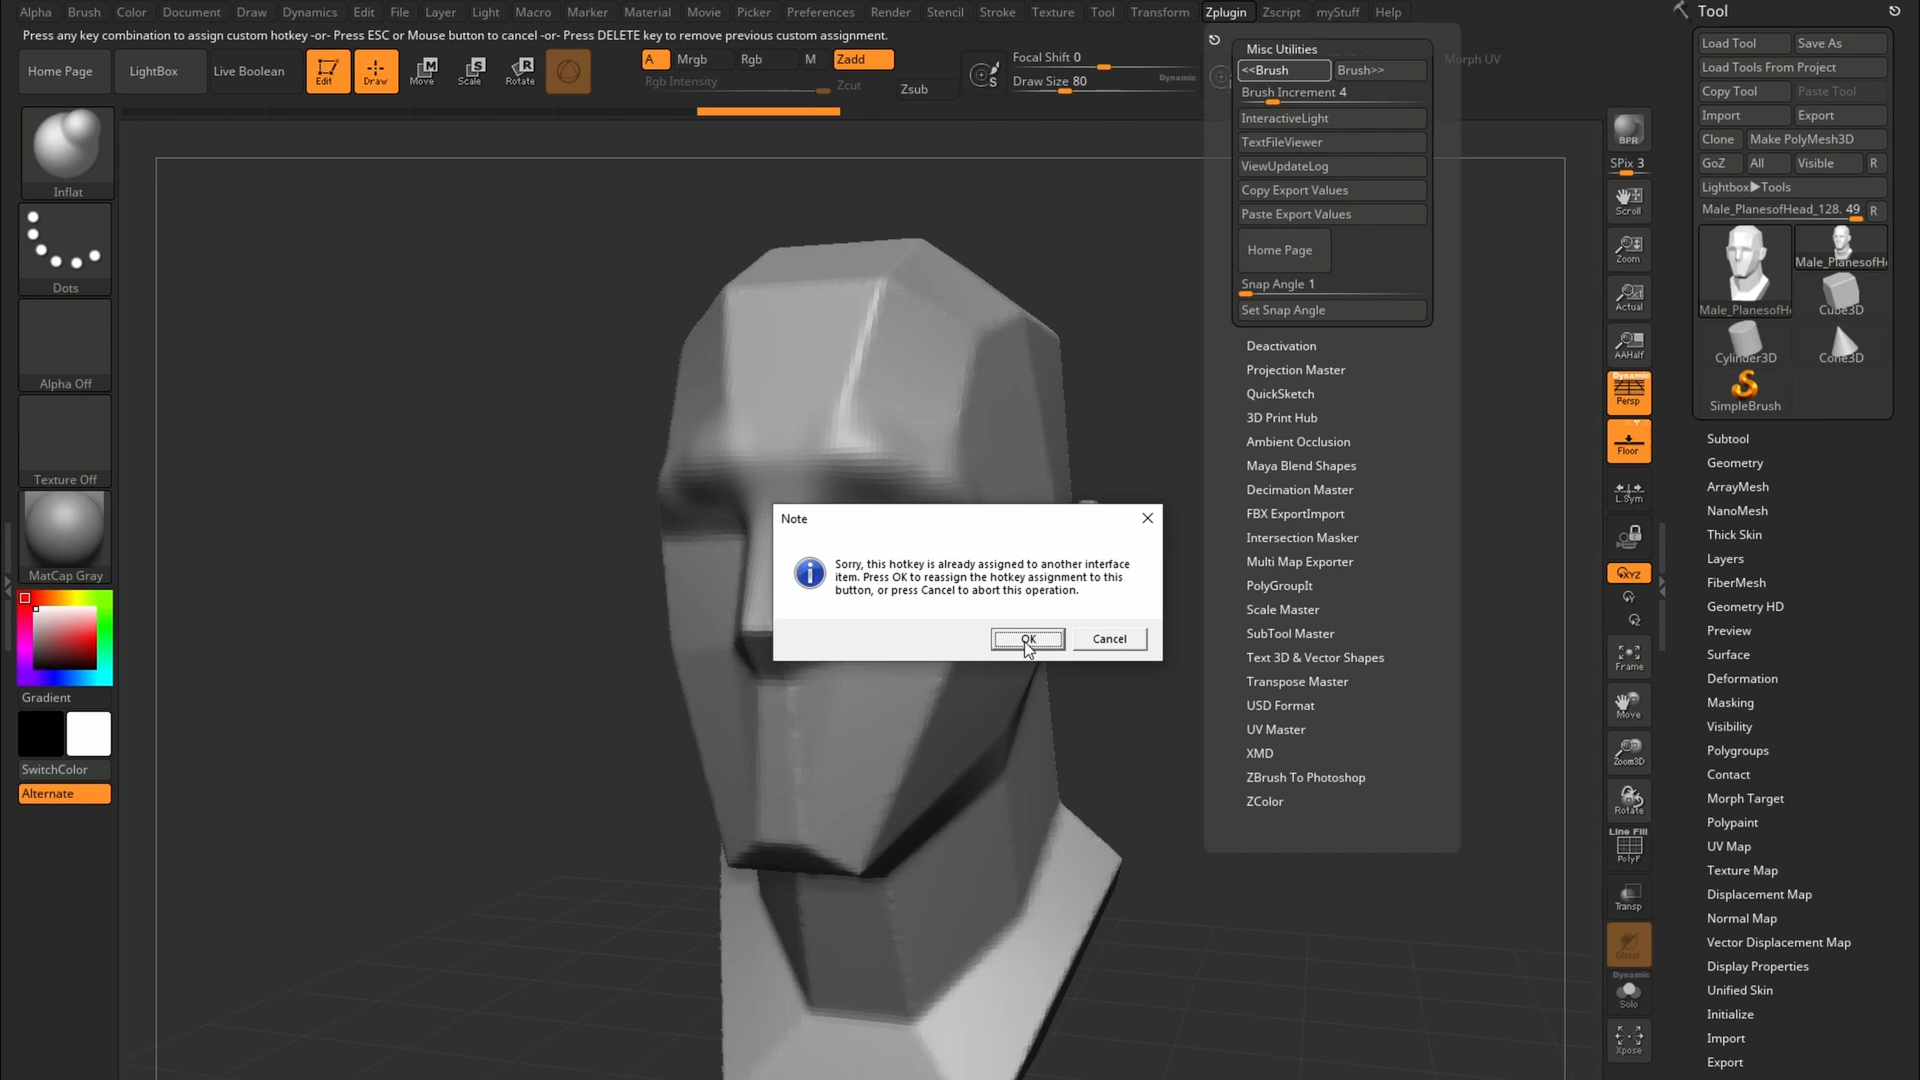 Alpha Brush Color Document Draw Dynamics Edit File Layer Light Macro Marker Material Movie Picker Preferences Render Stencil Stroke Texture Tool Transform Zplugin Zscript myStuff Help
Press any key combination to assign custom hotkey -or- Press ESC or Mouse button to cancel -or- Press DELETE key to remove previous custom assignment.
Home Page
LightBox
Live Boolean
Edit
Draw
M
Move
S
Scale
R
Rotate
A
Mrgb
Rgb
M
Zadd
Rgb Intensity
Zcut
Zsub
S
Focal Shift 0
Draw Size 80
Dynamic
Morph UV
Inflat
Dots
Alpha Off
Texture Off
MatCap Gray
Gradient
SwitchColor
Alternate
Misc Utilities
<<Brush
Brush>>
Brush Increment 4
InteractiveLight
TextFileViewer
ViewUpdateLog
Copy Export Values
Paste Export Values
Home Page
Snap Angle 1
Set Snap Angle
Deactivation
Projection Master
QuickSketch
3D Print Hub
Ambient Occlusion
Maya Blend Shapes
Decimation Master
FBX ExportImport
Intersection Masker
Multi Map Exporter
PolyGroupIt
Scale Master
SubTool Master
Text 3D & Vector Shapes
Transpose Master
USD Format
UV Master
XMD
ZBrush To Photoshop
ZColor
Note
Sorry, this hotkey is already assigned to another interface
item. Press OK to reassign the hotkey assignment to this
button, or press Cancel to abort this operation.
OK
Cancel
BPR
SPix 3
Scroll
Zoom
Actual
AAHalf
Dynamic
Persp
Floor
L.Sym
XYZ
Frame
Move
Zoom3D
Rotate
Line Fill
PolyF
Transp
Ghost
Dynamic
Solo
Xpose
Tool
Load Tool
Save As
Load Tools From Project
Copy Tool
Paste Tool
Import
Export
Clone
Make PolyMesh3D
GoZ
All
Visible
R
Lightbox▶Tools
Male_PlanesofHead_128. 49
R
Male_PlanesofHe
Male_PlanesofHe
Cube3D
Cylinder3D
Cone3D
SimpleBrush
Subtool
Geometry
ArrayMesh
NanoMesh
Thick Skin
Layers
FiberMesh
Geometry HD
Preview
Surface
Deformation
Masking
Visibility
Polygroups
Contact
Morph Target
Polypaint
UV Map
Texture Map
Displacement Map
Normal Map
Vector Displacement Map
Display Properties
Unified Skin
Initialize
Import
Export